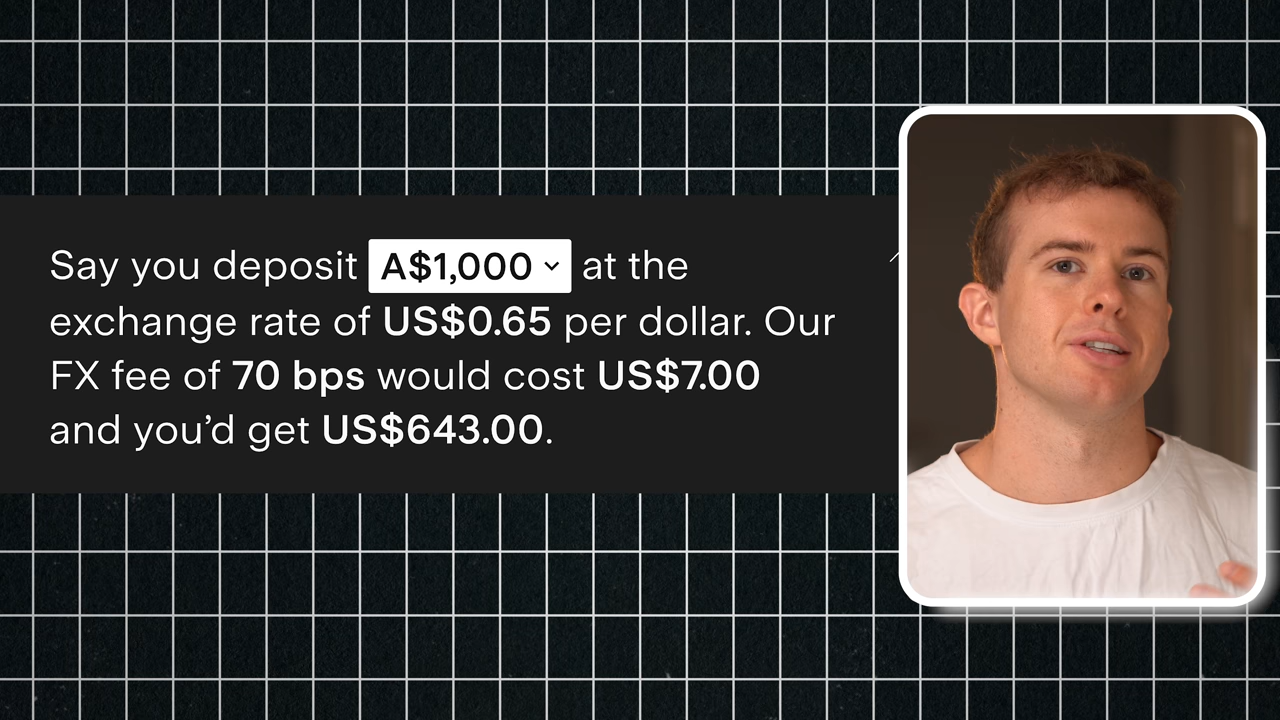 Say you deposit A$1,000 at the
exchange rate of US$0.65 per dollar. Our
FX fee of 70 bps would cost US$7.00
and you’d get US$643.00.